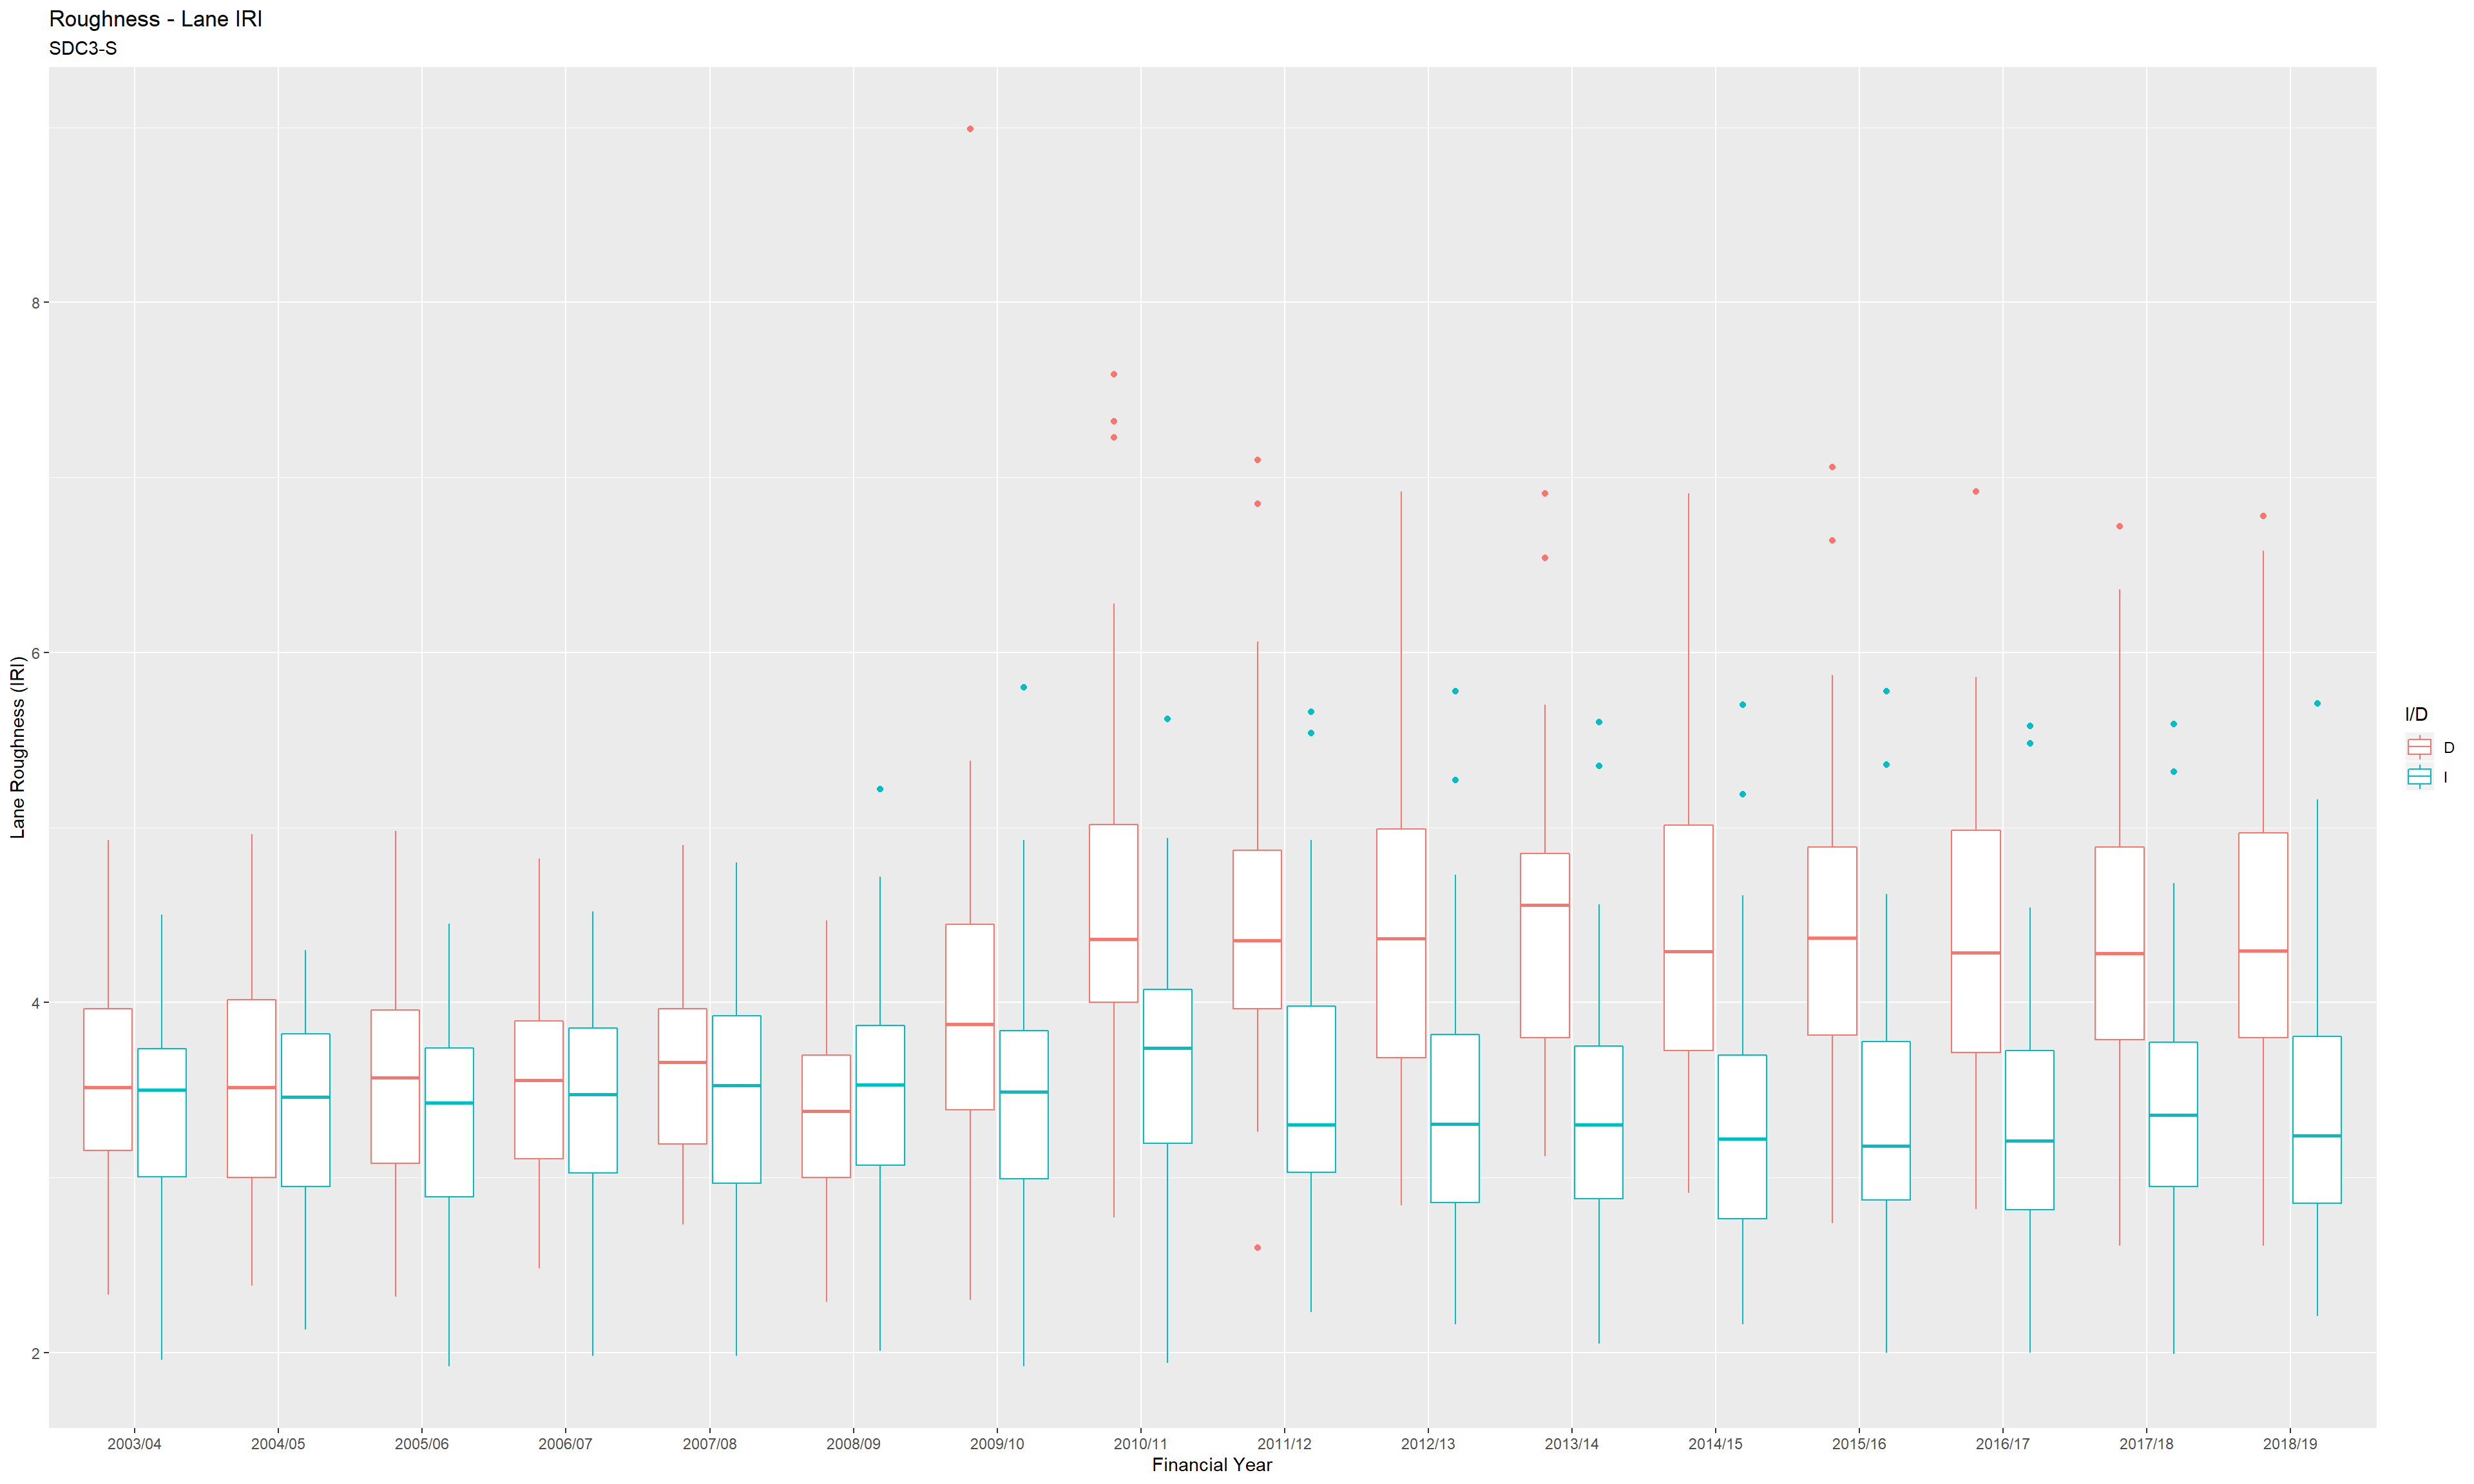 Roughness - Lane IRI
SDC3-S
8
6
4
2
Lane Roughness (IRI)
2003/04 2004/05 2005/06 2006/07 2007/08 2008/09 2009/10 2010/11 2011/12 2012/13 2013/14 2014/15 2015/16 2016/17 2017/18 2018/19
Financial Year
I/D
D
I